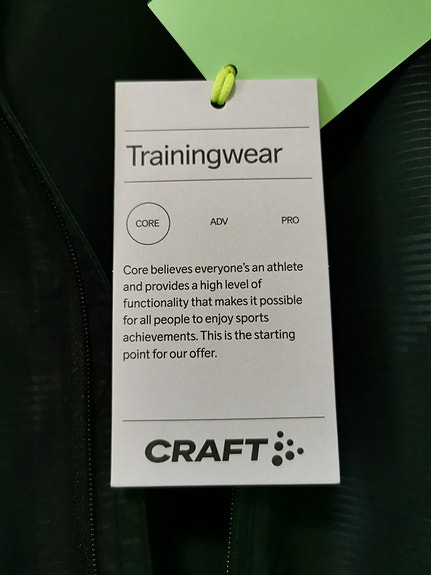 Trainingwear
CORE ADV PRO
Core believes everyone's an athlete
and provides a high level of
functionality that makes it possible
for all people to enjoy sports
achievements. This is the starting
point for our offer.
CRAFT